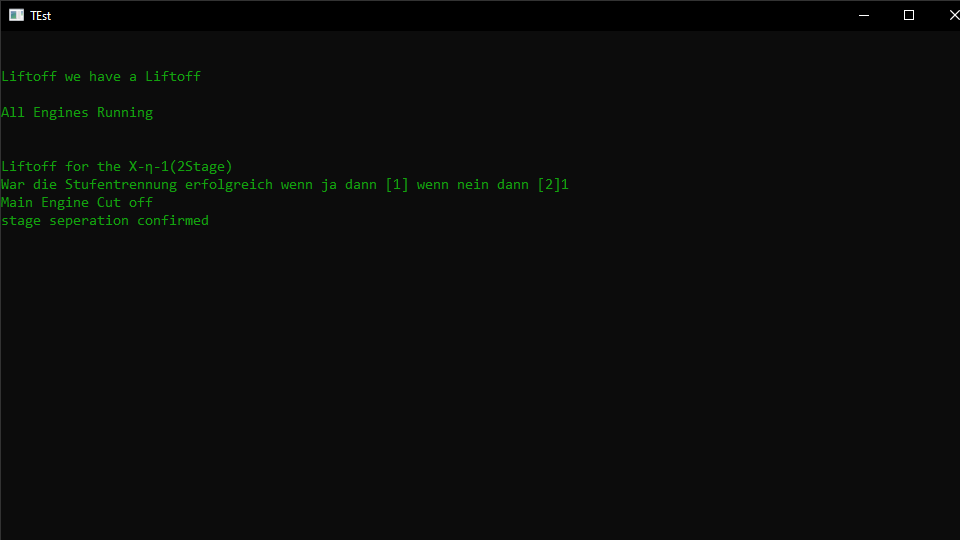 TEst
Liftoff we have a Liftoff
All Engines Running
Liftoff for the X-η-1(2Stage)
War die Stufentrennung erfolgreich wenn ja dann [1] wenn nein dann [2]1
Main Engine Cut off
stage seperation confirmed